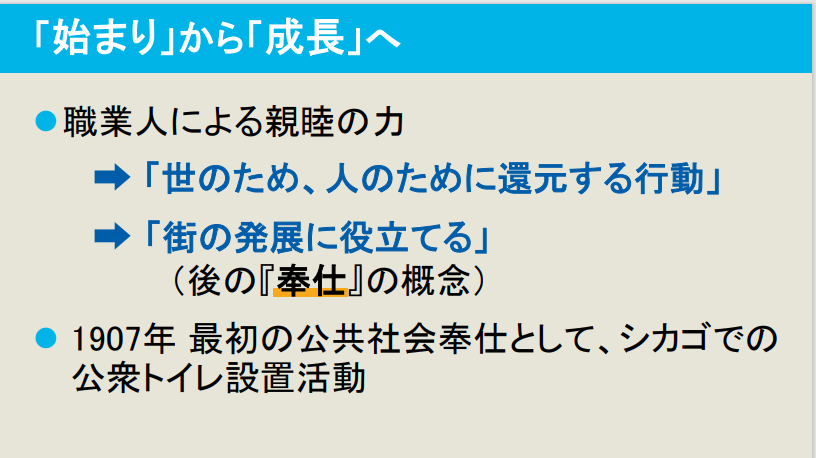 「始まり」から「成長」へ
●職業人による親睦の力
➡「世のため、人のために還元する行動」
➡「街の発展に役立てる」
（後の『奉仕』の概念）
● 1907年 最初の公共社会奉仕として、シカゴでの
公衆トイレ設置活動